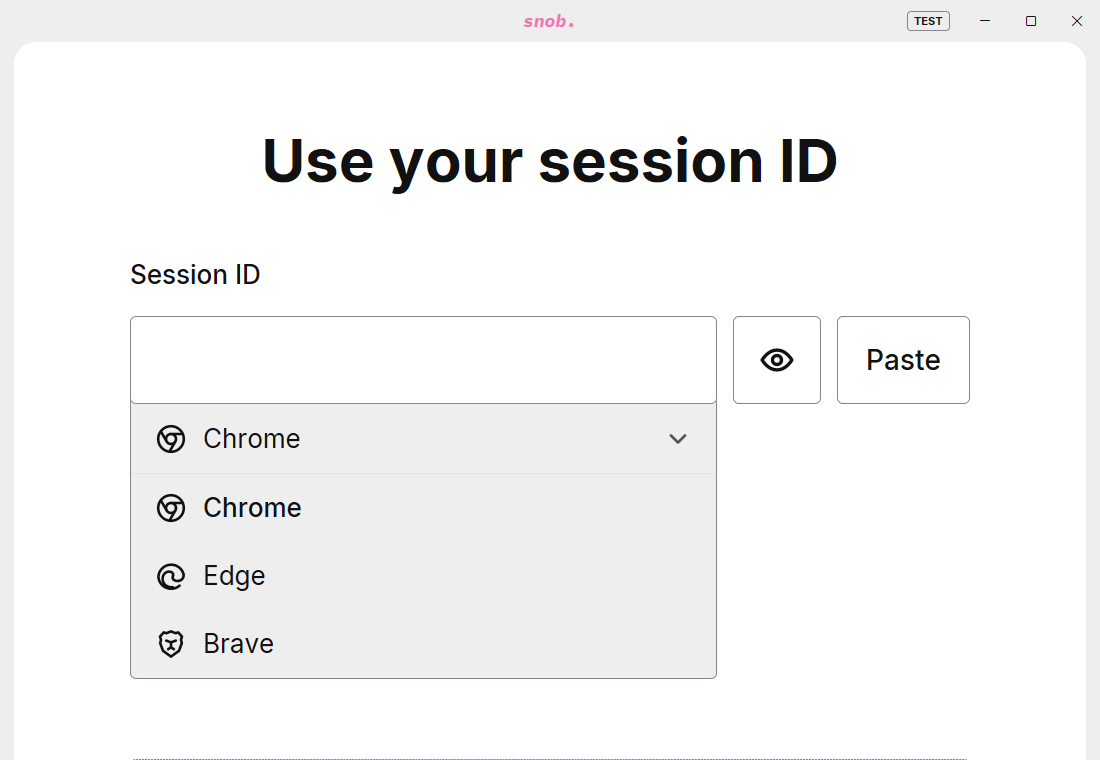 snob.
TEST
Use your session ID
Session ID
Paste
Chrome
Chrome
Edge
Brave